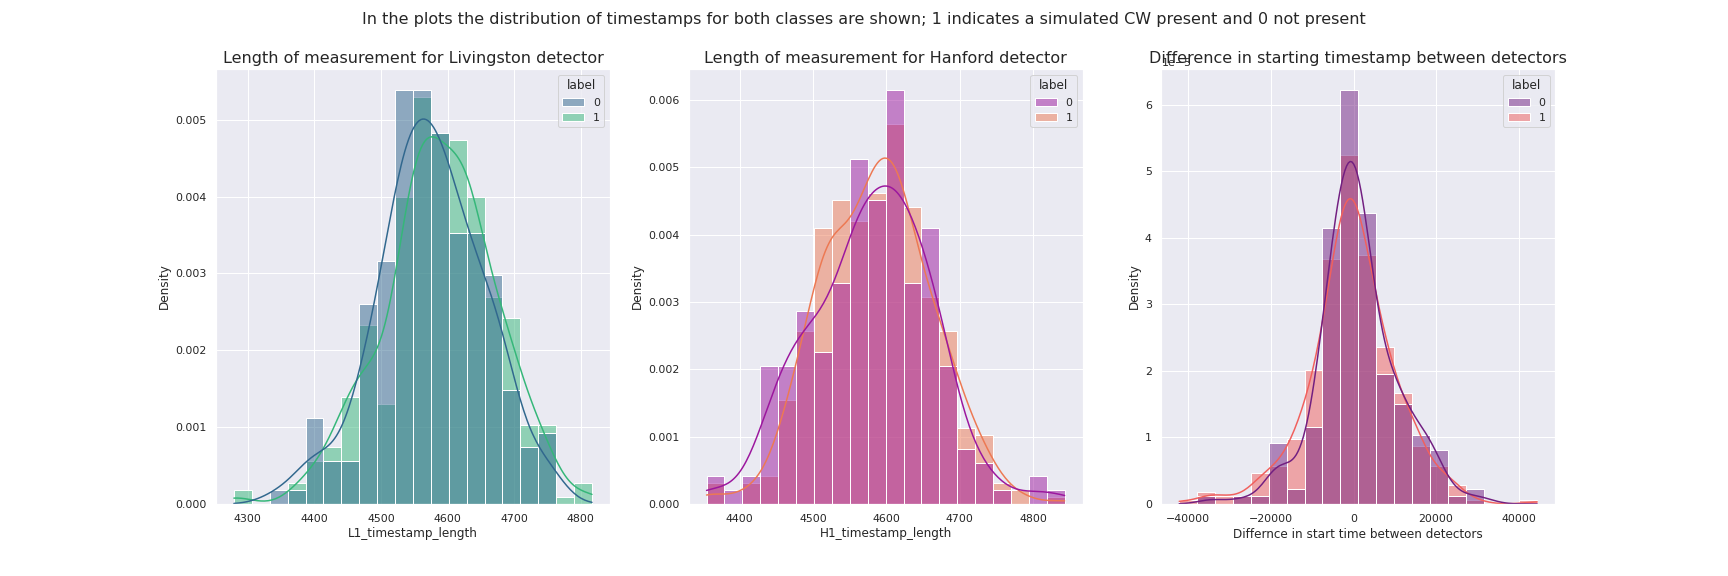 In the plots the distribution of timestamps for both classes are shown; 1 indicates a simulated CW present and 0 not present
Length of measurement for Livingston detector
label
0
1
0.005
0.004
0.003
0.002
0.001
0.000
Density
4300 4400 4500 4600 4700 4800
L1_timestamp_length
Length of measurement for Hanford detector
label
0
1
0.006
0.005
0.004
0.003
0.002
0.001
0.000
Density
4400 4500 4600 4700 4800
H1_timestamp_length
Difference in starting timestamp between detectors
1e−5
label
0
1
6
5
4
3
2
1
0
Density
−40000 −20000 0 20000 40000
Differnce in start time between detectors